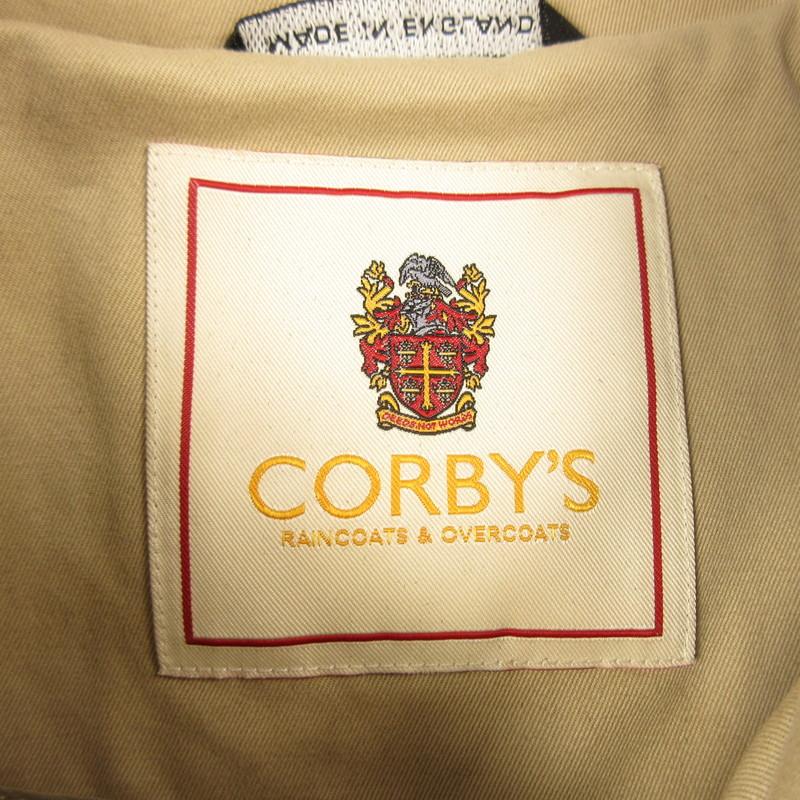 MADE IN ENGLAND
DEEDS NOT WORDS
CORBY'S
RAINCOATS & OVERCOATS